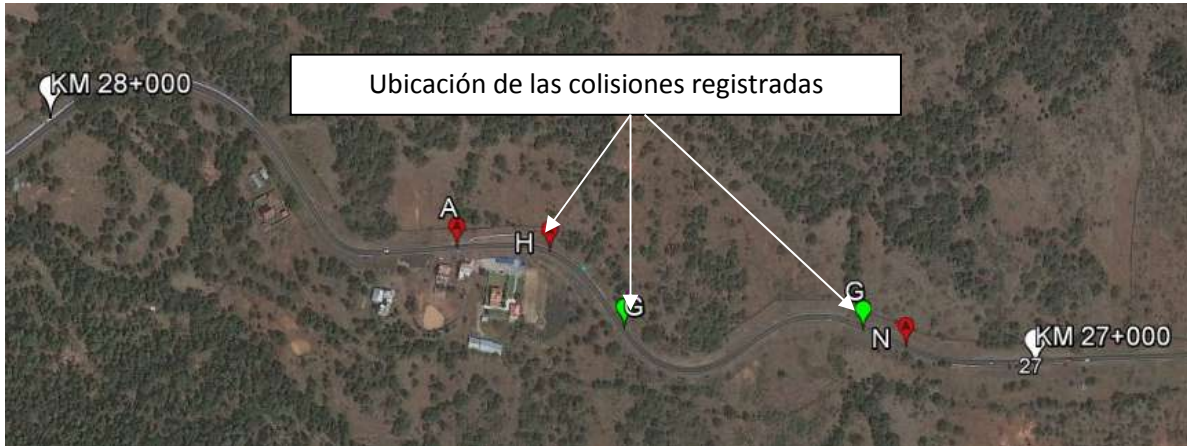 KM 28+000
Ubicación de las colisiones registradas
A
H
G
G
N
KM 27+000
27